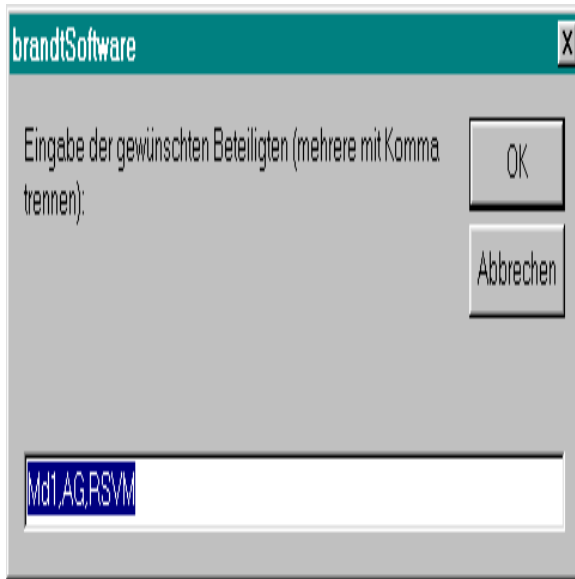 brandtSoftware
Eingabe der gewünschten Beteiligten (mehrere mit Komma
trennen):
OK
Abbrechen
Md1,AG,RSVM